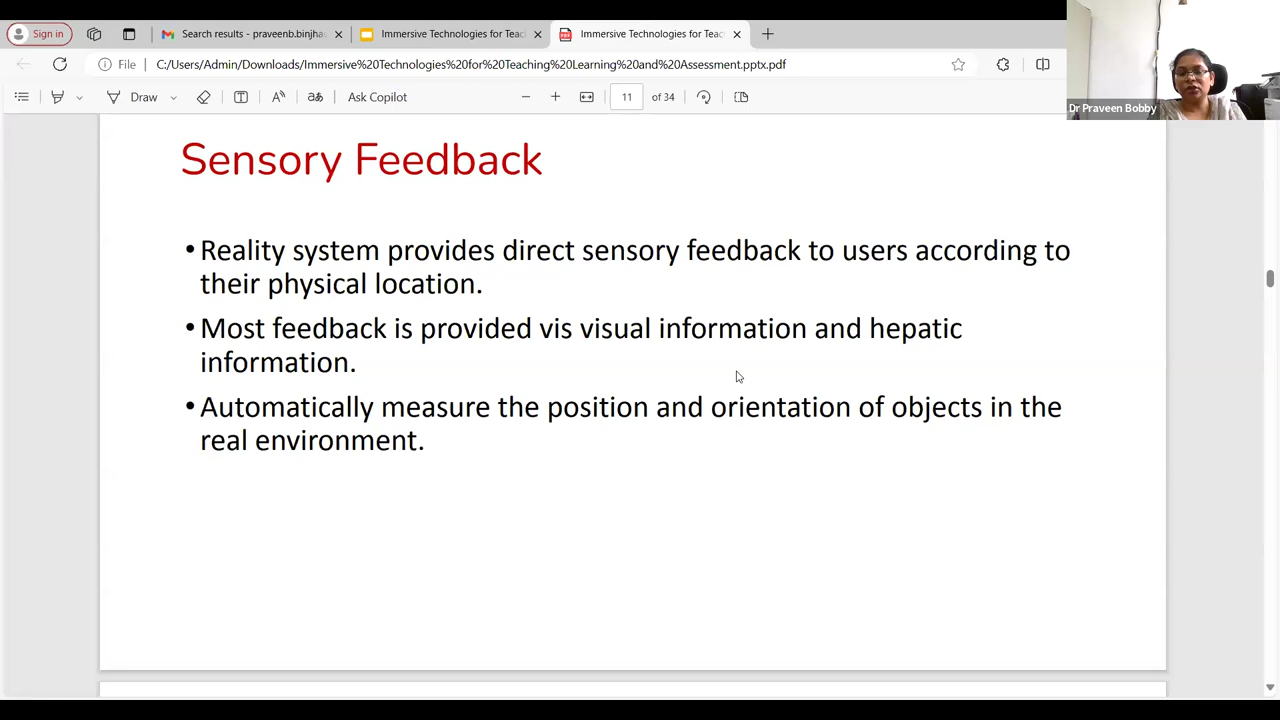 Sign in
Search results - praveenb.binjha
Immersive Technologies for Teac
Immersive Technologies for Teac
File
C:/Users/Admin/Downloads/Immersive%20Technologies%20for%20Teaching%20Learning%20and%20Assessment.pptx.pdf
Draw
Ask Copilot
11
of 34
Dr Praveen Bobby
Sensory Feedback
•Reality system provides direct sensory feedback to users according to
their physical location.
•Most feedback is provided vis visual information and hepatic
information.
•Automatically measure the position and orientation of objects in the
real environment.